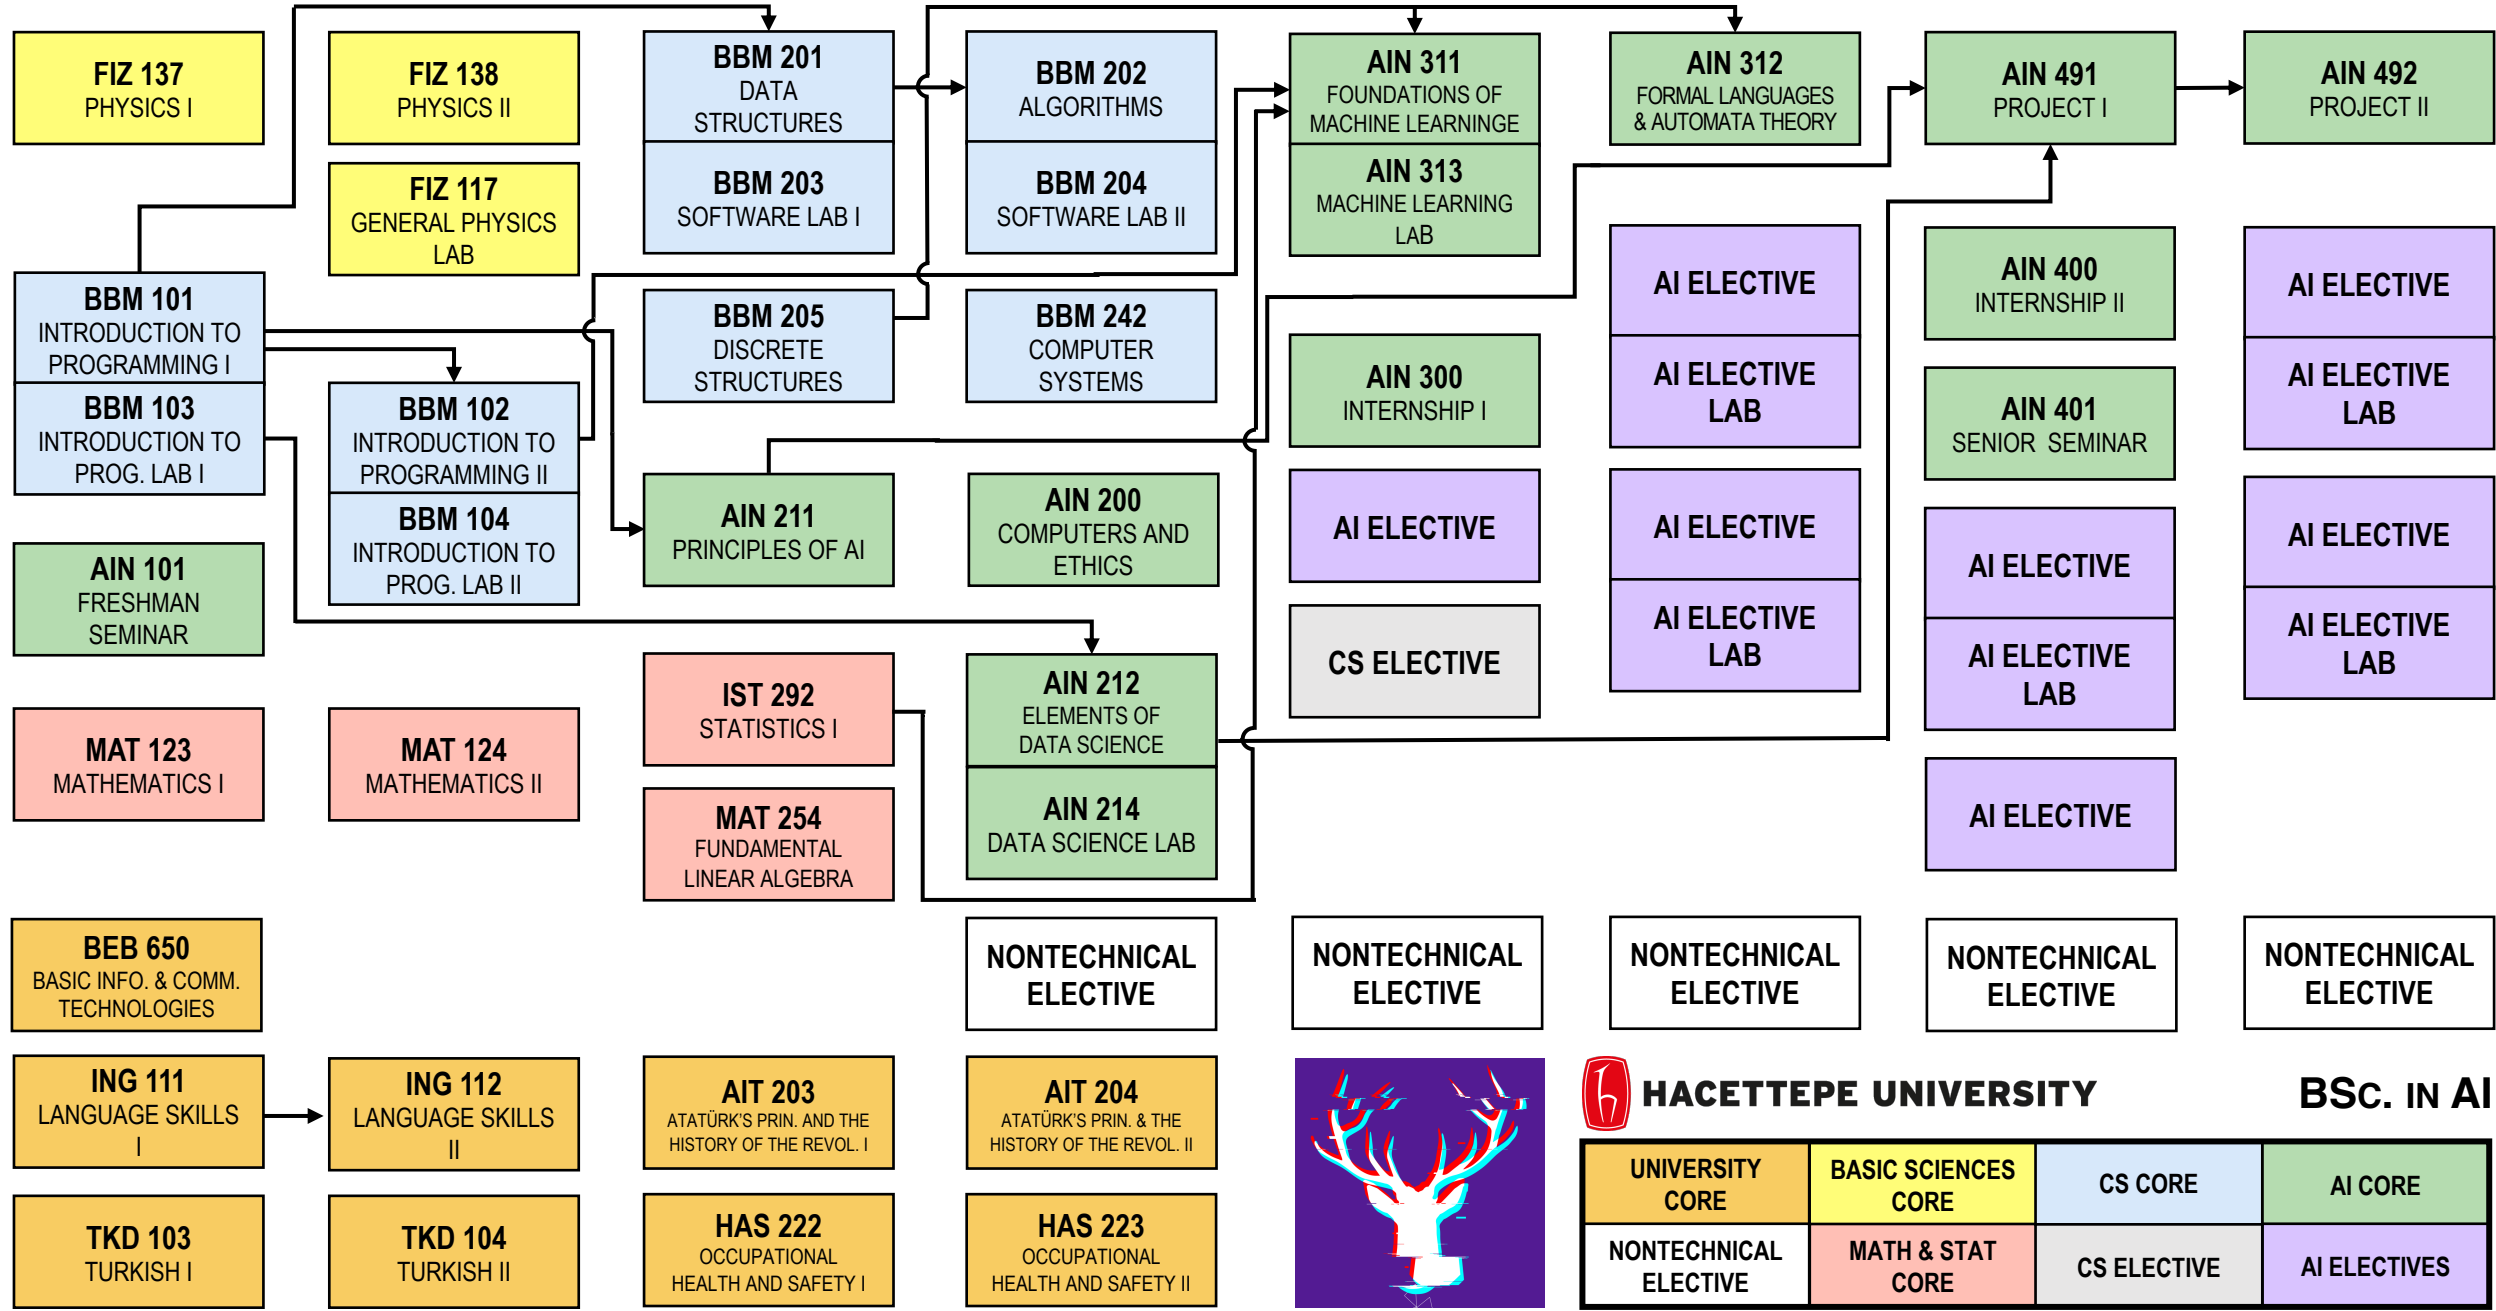 FIZ 137
PHYSICS I
FIZ 138
PHYSICS II
BBM 201
DATA
STRUCTURES
BBM 202
ALGORITHMS
AIN 311
FOUNDATIONS OF
MACHINE LEARNINGE
AIN 312
FORMAL LANGUAGES
& AUTOMATA THEORY
AIN 491
PROJECT I
AIN 492
PROJECT II
FIZ 117
GENERAL PHYSICS
LAB
BBM 203
SOFTWARE LAB I
BBM 204
SOFTWARE LAB II
AIN 313
MACHINE LEARNING
LAB
BBM 101
INTRODUCTION TO
PROGRAMMING I
BBM 205
DISCRETE
STRUCTURES
BBM 242
COMPUTER
SYSTEMS
AI ELECTIVE
AIN 400
INTERNSHIP II
AI ELECTIVE
BBM 103
INTRODUCTION TO
PROG. LAB I
BBM 102
INTRODUCTION TO
PROGRAMMING II
AIN 300
INTERNSHIP I
AI ELECTIVE
LAB
AIN 401
SENIOR SEMINAR
AI ELECTIVE
LAB
BBM 104
INTRODUCTION TO
PROG. LAB II
AIN 211
PRINCIPLES OF AI
AIN 200
COMPUTERS AND
ETHICS
AI ELECTIVE
AI ELECTIVE
AI ELECTIVE
AI ELECTIVE
AIN 101
FRESHMAN
SEMINAR
CS ELECTIVE
AI ELECTIVE
LAB
AI ELECTIVE
LAB
AI ELECTIVE
LAB
MAT 123
MATHEMATICS I
MAT 124
MATHEMATICS II
IST 292
STATISTICS I
AIN 212
ELEMENTS OF
DATA SCIENCE
MAT 254
FUNDAMENTAL
LINEAR ALGEBRA
AIN 214
DATA SCIENCE LAB
AI ELECTIVE
BEB 650
BASIC INFO. & COMM.
TECHNOLOGIES
NONTECHNICAL
ELECTIVE
NONTECHNICAL
ELECTIVE
NONTECHNICAL
ELECTIVE
NONTECHNICAL
ELECTIVE
NONTECHNICAL
ELECTIVE
ING 111
LANGUAGE SKILLS
I
ING 112
LANGUAGE SKILLS
II
AIT 203
ATATÜRK'S PRIN. AND THE
HISTORY OF THE REVOL. I
AIT 204
ATATÜRK'S PRIN. & THE
HISTORY OF THE REVOL. II
HACETTEPE UNIVERSITY
BSC. IN AI
TKD 103
TURKISH I
TKD 104
TURKISH II
HAS 222
OCCUPATIONAL
HEALTH AND SAFETY I
HAS 223
OCCUPATIONAL
HEALTH AND SAFETY II
UNIVERSITY
CORE
BASIC SCIENCES
CORE
CS CORE
AI CORE
NONTECHNICAL
ELECTIVE
MATH & STAT
CORE
CS ELECTIVE
AI ELECTIVES